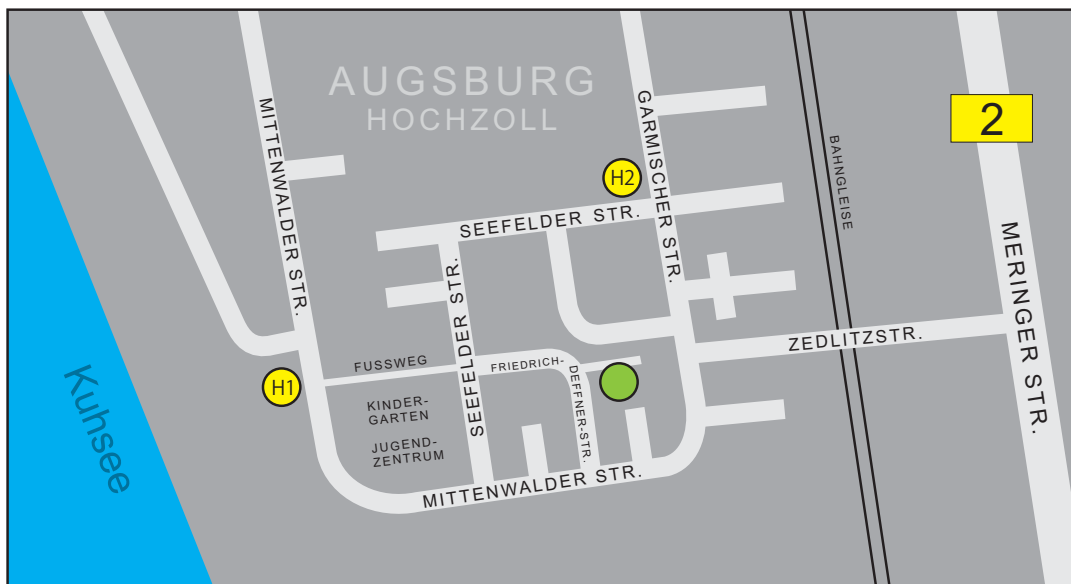 AUGSBURG
HOCHZOLL
2
MITTENWALDER STR.
GARMISCHER STR.
BAHNGLEISE
H2
SEEFELDER STR.
MERINGER STR.
SEEFELDER STR.
ZEDLITZSTR.
FUSSWEG
FRIEDRICH-
DEFFNER-STR.
H1
Kuhsee
KINDER-
GARTEN
JUGEND-
ZENTRUM
MITTENWALDER STR.